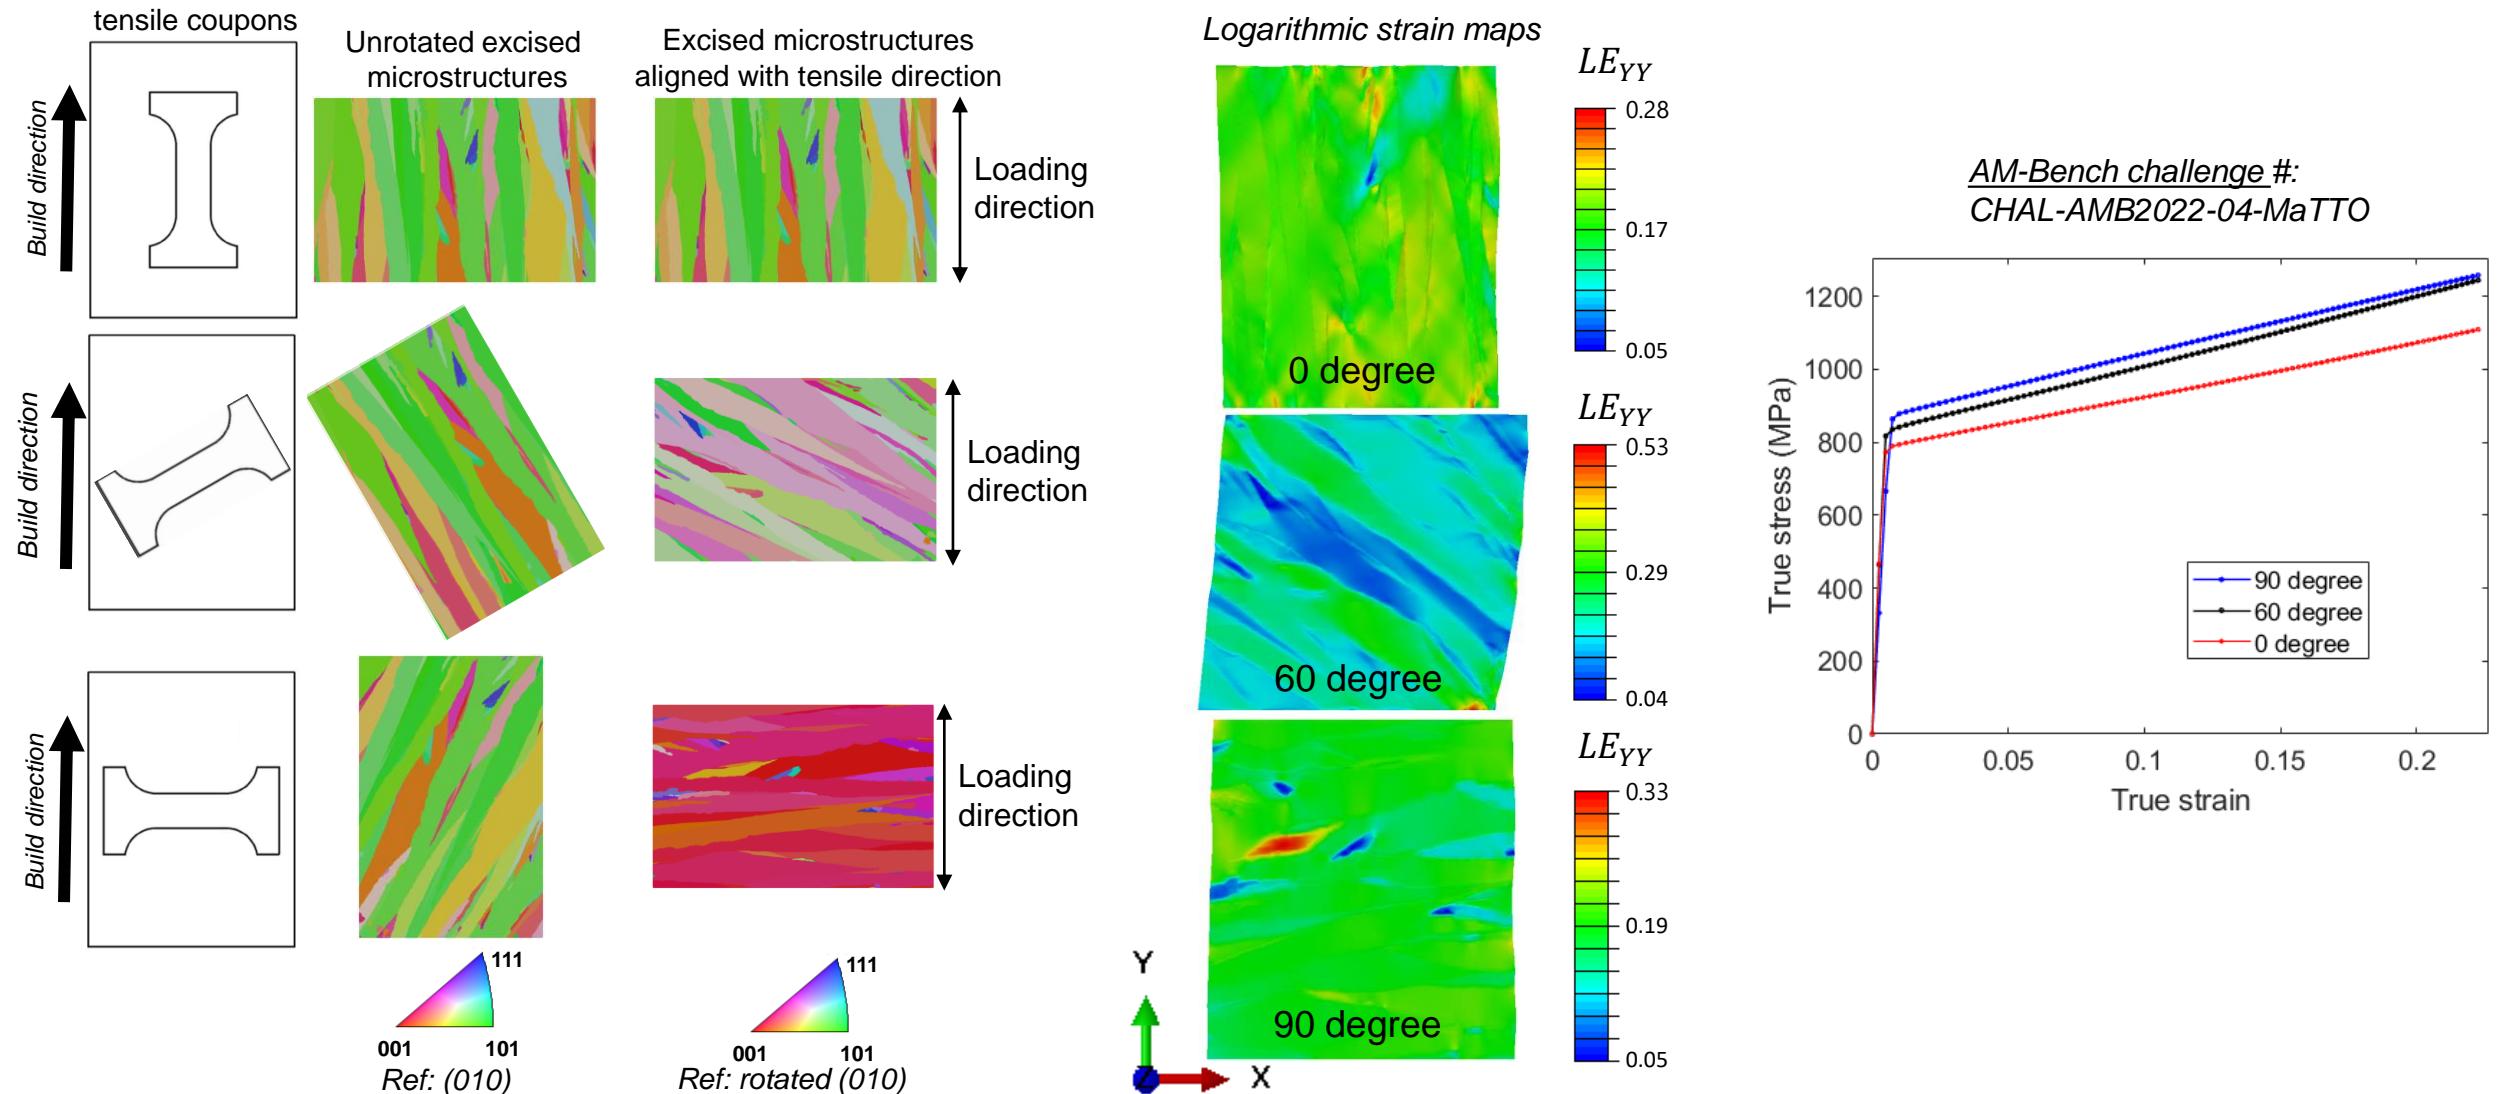 tensile coupons
Unrotated excised
microstructures
Excised microstructures
aligned with tensile direction
Build direction
Loading
direction
Build direction
Loading
direction
Build direction
Loading
direction
111
001
101
Ref: (010)
111
001
101
Ref: rotated (010)
Logarithmic strain maps
LE_YY
0.28
0.17
0.05
0 degree
LE_YY
0.53
0.29
0.04
60 degree
LE_YY
0.33
0.19
0.05
90 degree
Y
Z
X
AM-Bench challenge #:
CHAL-AMB2022-04-MaTTO
True stress (MPa)
1200
1000
800
600
400
200
0
90 degree
60 degree
0 degree
0
0.05
0.1
0.15
0.2
True strain